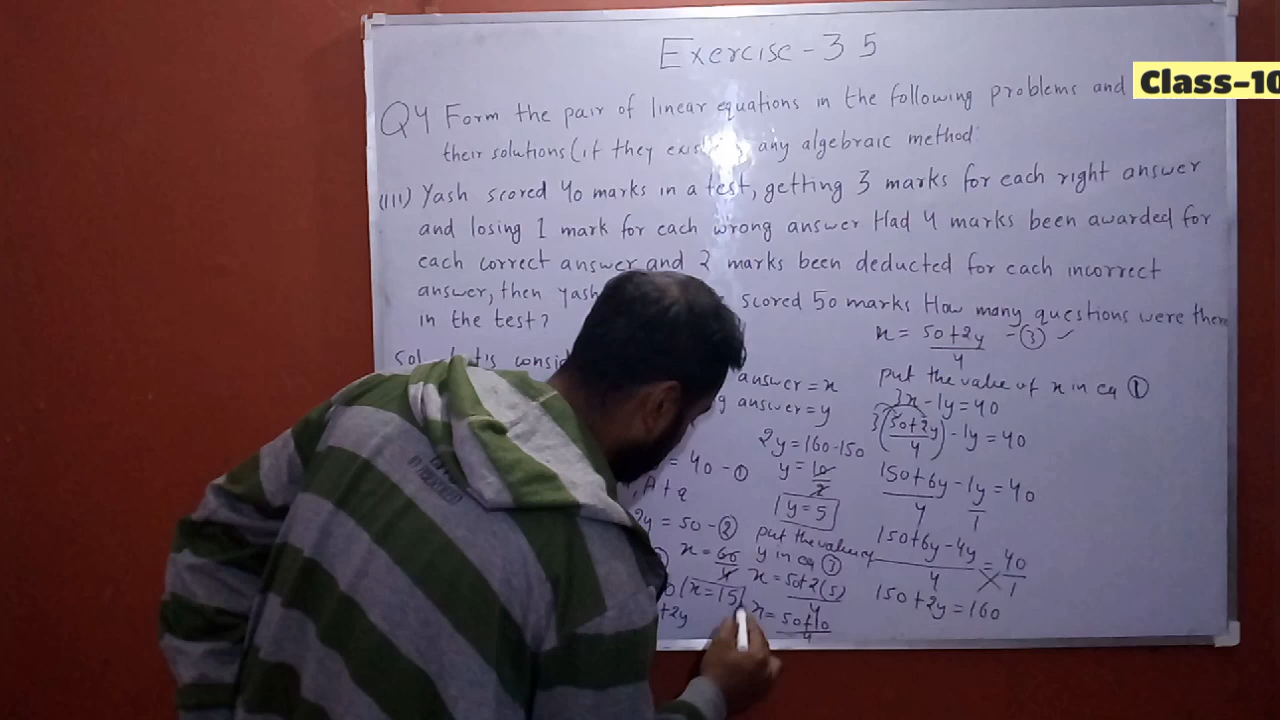 Exercise-3 5
Class-10
Q4 Form the pair of linear equations in the following problems and
their solutions (if they exist any algebraic method
(III) Yash scored 40 marks in a test, getting 3 marks for each right answer
and losing 1 mark for each wrong answer Had 4 marks been awarded for
each correct answer and 2 marks been deducted for each incorrect
answer, then Yash scored 50 marks How many questions were there
in the test?
Sol Let's
answer = x
answer = y
= 40 - ①
2y = 50 - ②
x = 60/4
x = 15
+2y
2y = 160 - 150
y = 10/2
y = 5
put the value of
y in eq ③
x = 50+2(5)/4
x = 50+10/4
x = 50+2y/4 - ③ ✓
put the value of x in eq ①
3x - 1y = 40
3(50+2y/4) - 1y = 40
150+6y/4 - 1y/1 = 40
150+6y-4y/4 = 40/1
150 + 2y = 160